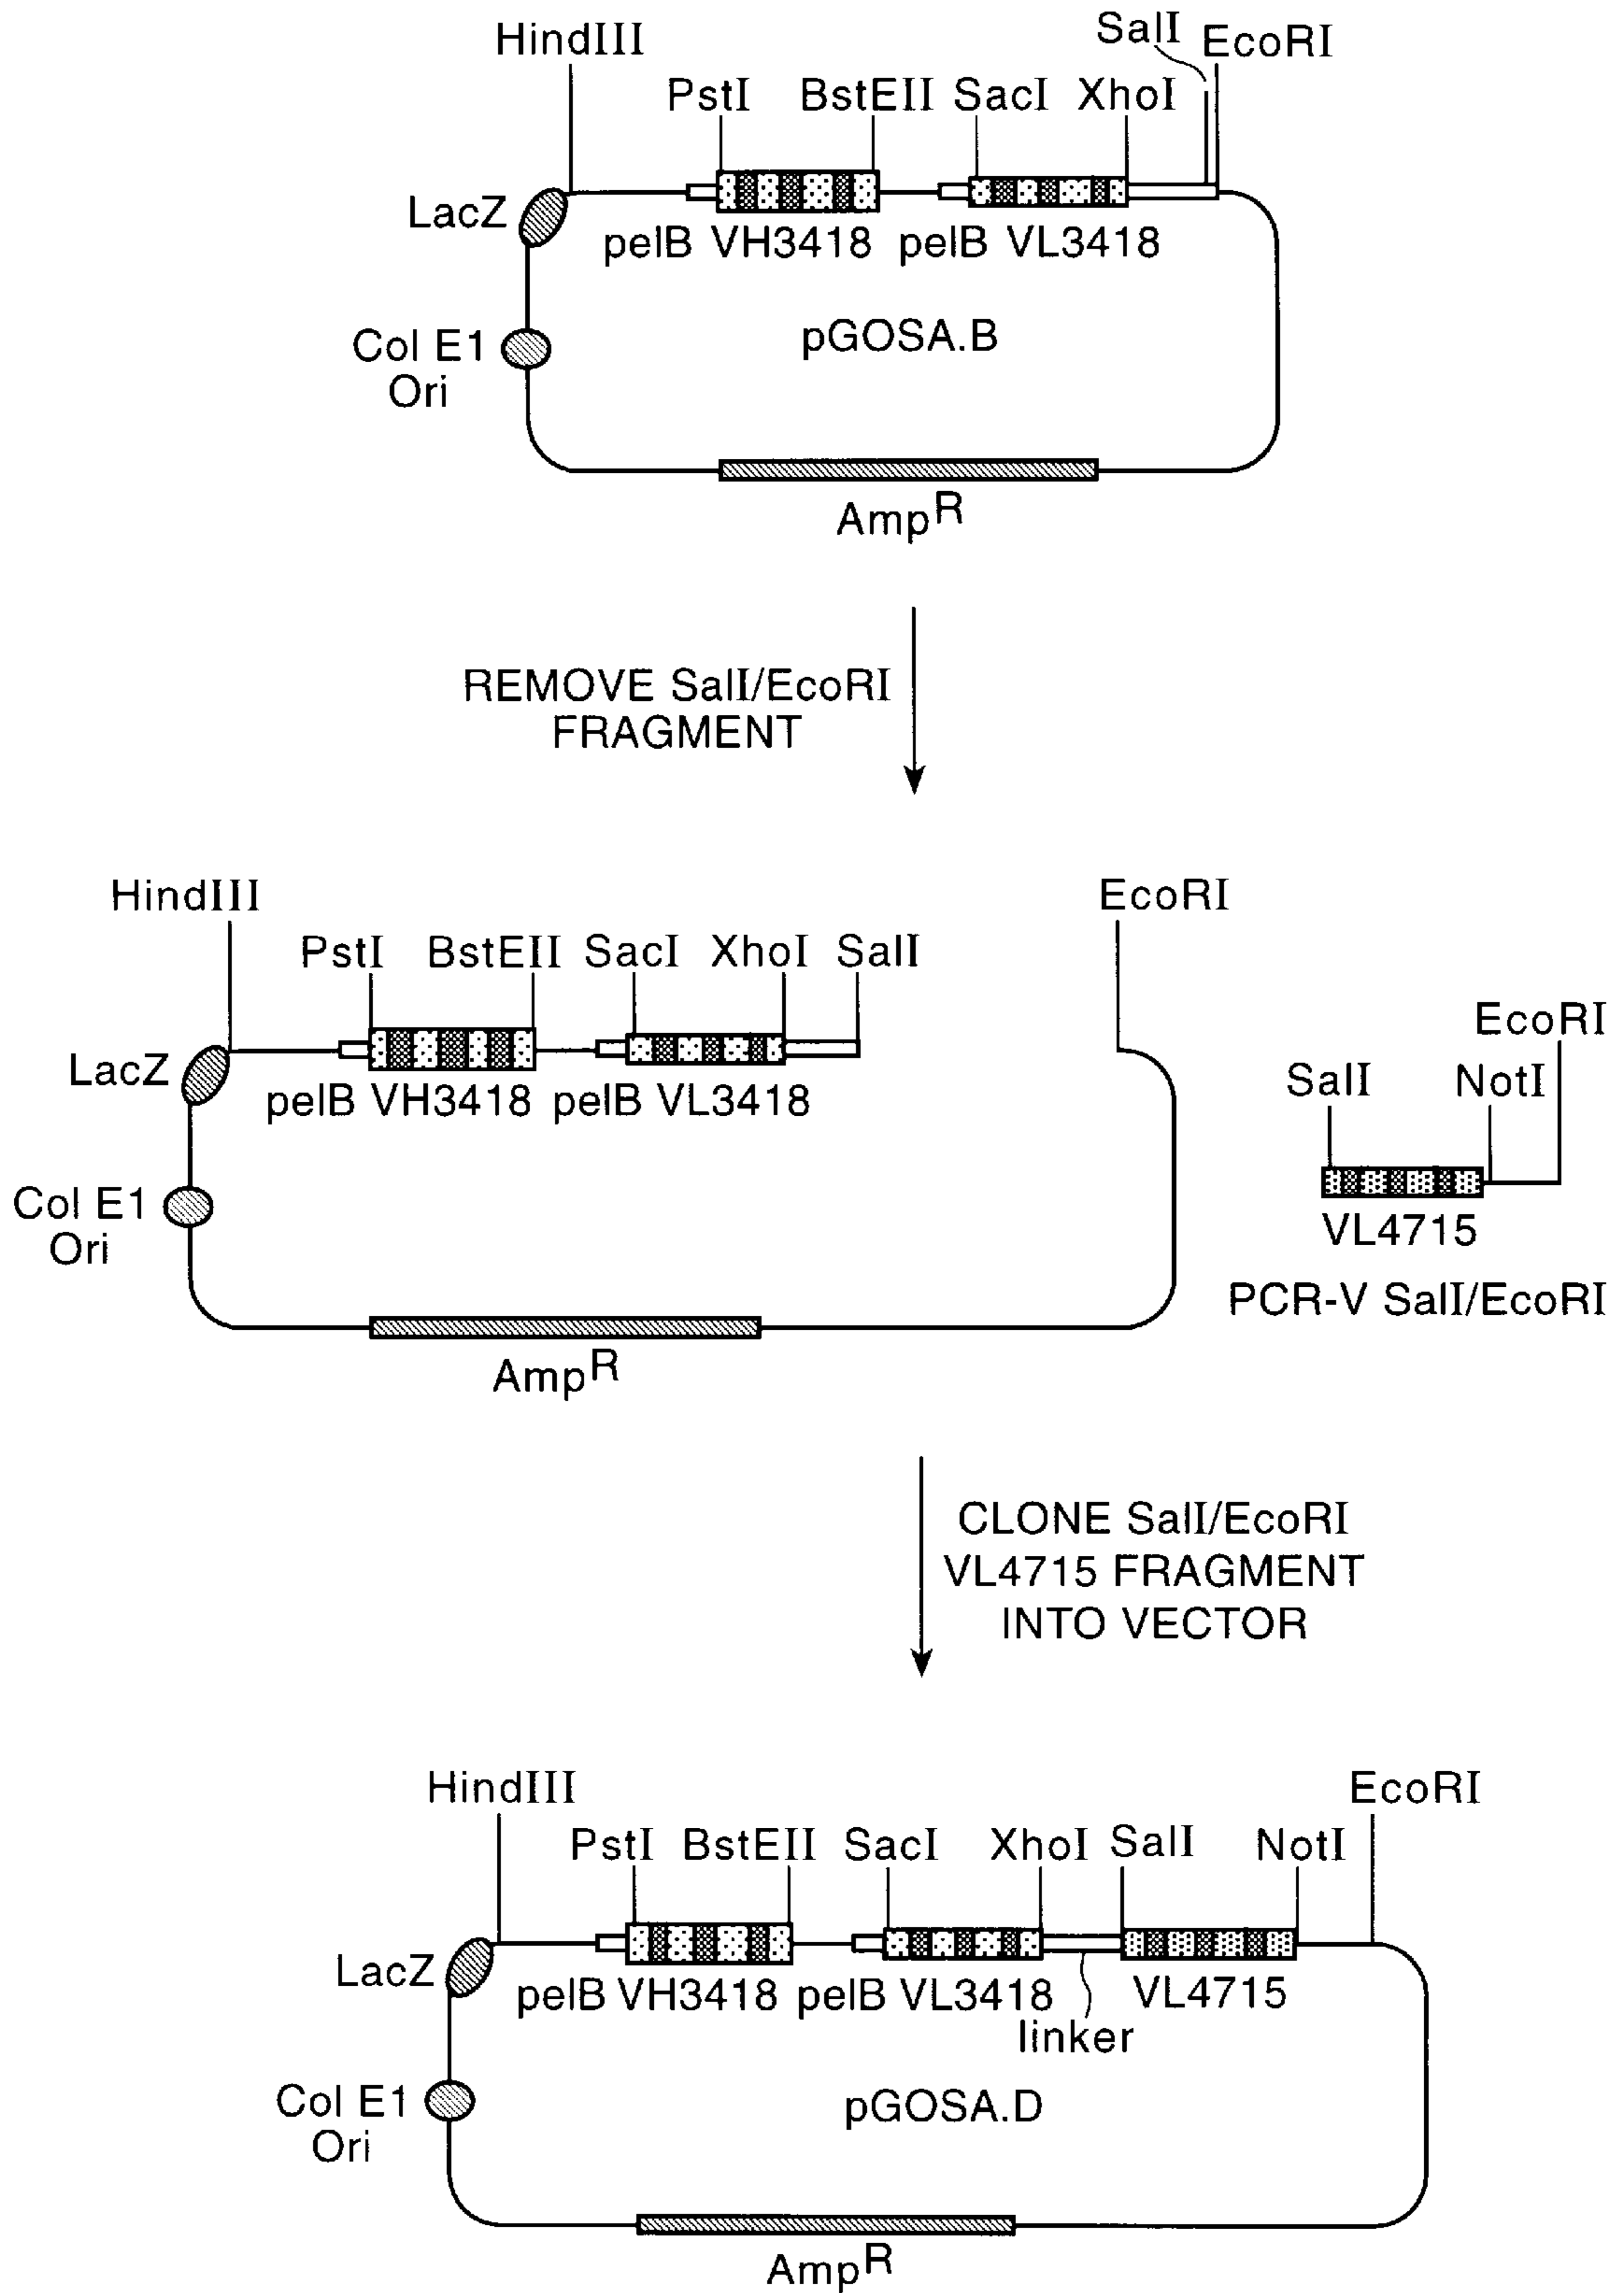 HindIII
SalI
EcoRI
PstI
BstEII
SacI
XhoI
LacZ
pelB VH3418
pelB VL3418
Col E1
Ori
pGOSA.B
AmpR
REMOVE SalI/EcoRI
FRAGMENT
HindIII
EcoRI
PstI
BstEII
SacI
XhoI
SalI
LacZ
pelB VH3418
pelB VL3418
Col E1
Ori
AmpR
EcoRI
SalI
NotI
VL4715
PCR-V SalI/EcoRI
CLONE SalI/EcoRI
VL4715 FRAGMENT
INTO VECTOR
HindIII
EcoRI
PstI
BstEII
SacI
XhoI
SalI
NotI
LacZ
pelB VH3418
pelB VL3418
VL4715
linker
Col E1
Ori
pGOSA.D
AmpR